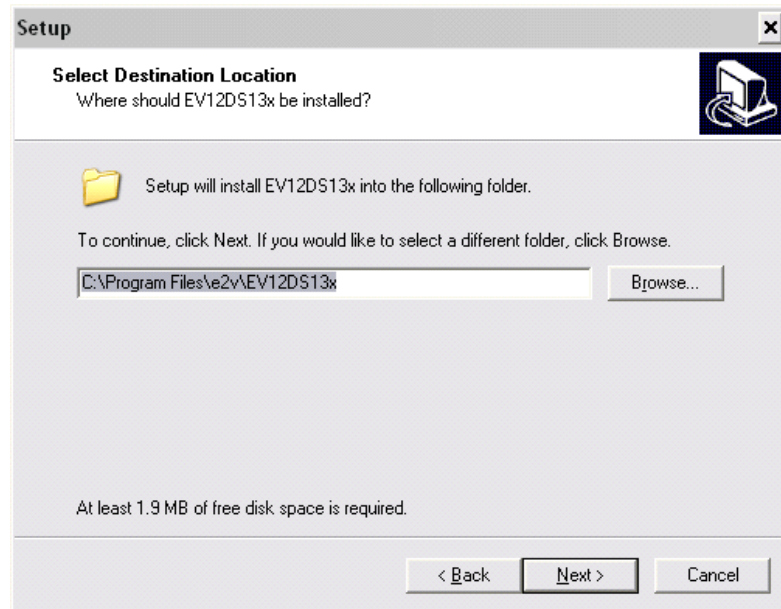 Setup
Select Destination Location
Where should EV12DS13x be installed?
Setup will install EV12DS13x into the following folder.
To continue, click Next. If you would like to select a different folder, click Browse.
C:\Program Files\e2v\EV12DS13x
Browse...
At least 1.9 MB of free disk space is required.
< Back Next > Cancel